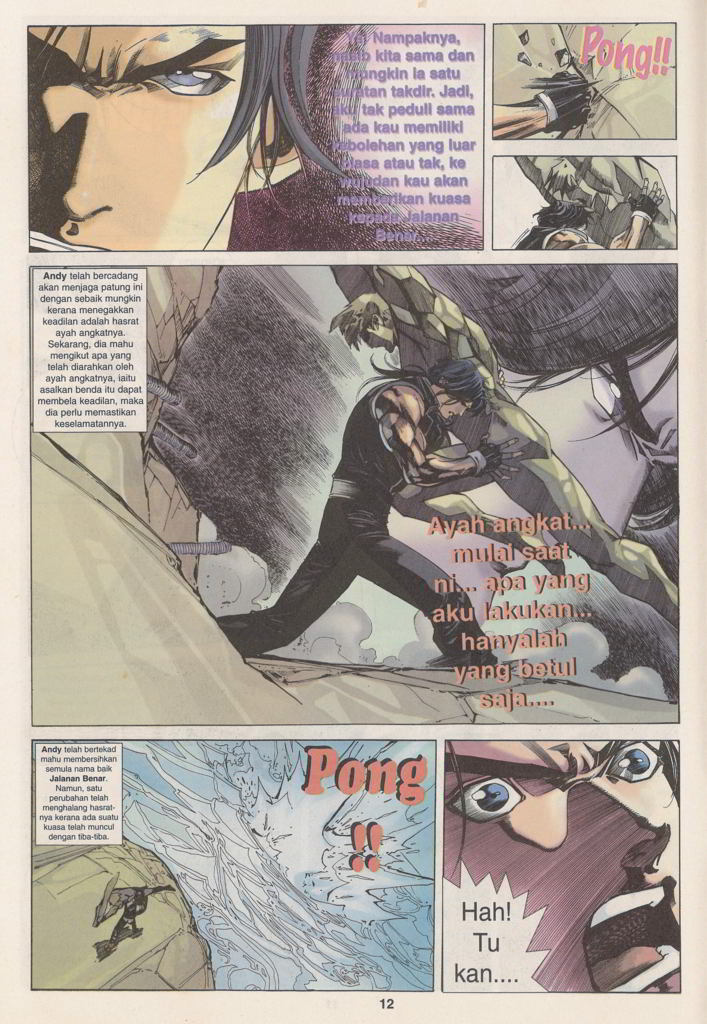 Ya! Nampaknya,
nasib kita sama dan
mungkin ia satu
suratan takdir. Jadi,
aku tak peduli sama
ada kau memiliki
kebolehan yang luar
biasa atau tak, ke
wujudan kau akan
memberikan kuasa
kepada Jalanan
Benar...
Pong!!
Andy telah bercadang
akan menjaga patung ini
dengan sebaik mungkin
kerana menegakkan
keadilan adalah hasrat
ayah angkatnya.
Sekarang, dia mahu
mengikut apa yang
telah diarahkan oleh
ayah angkatnya, iaitu
asalkan benda itu dapat
membela keadilan, maka
dia perlu memastikan
keselamatannya.
Ayah angkat...
mulai saat
ni... apa yang
aku lakukan...
hanyalah
yang betul
saja....
Andy telah bertekad
mahu membersihkan
semula nama baik
Jalanan Benar.
Namun, satu
perubahan telah
menghalang hasrat-
nya kerana ada suatu
kuasa telah muncul
dengan tiba-tiba.
Pong
!!
Hah!
Tu
kan....
12